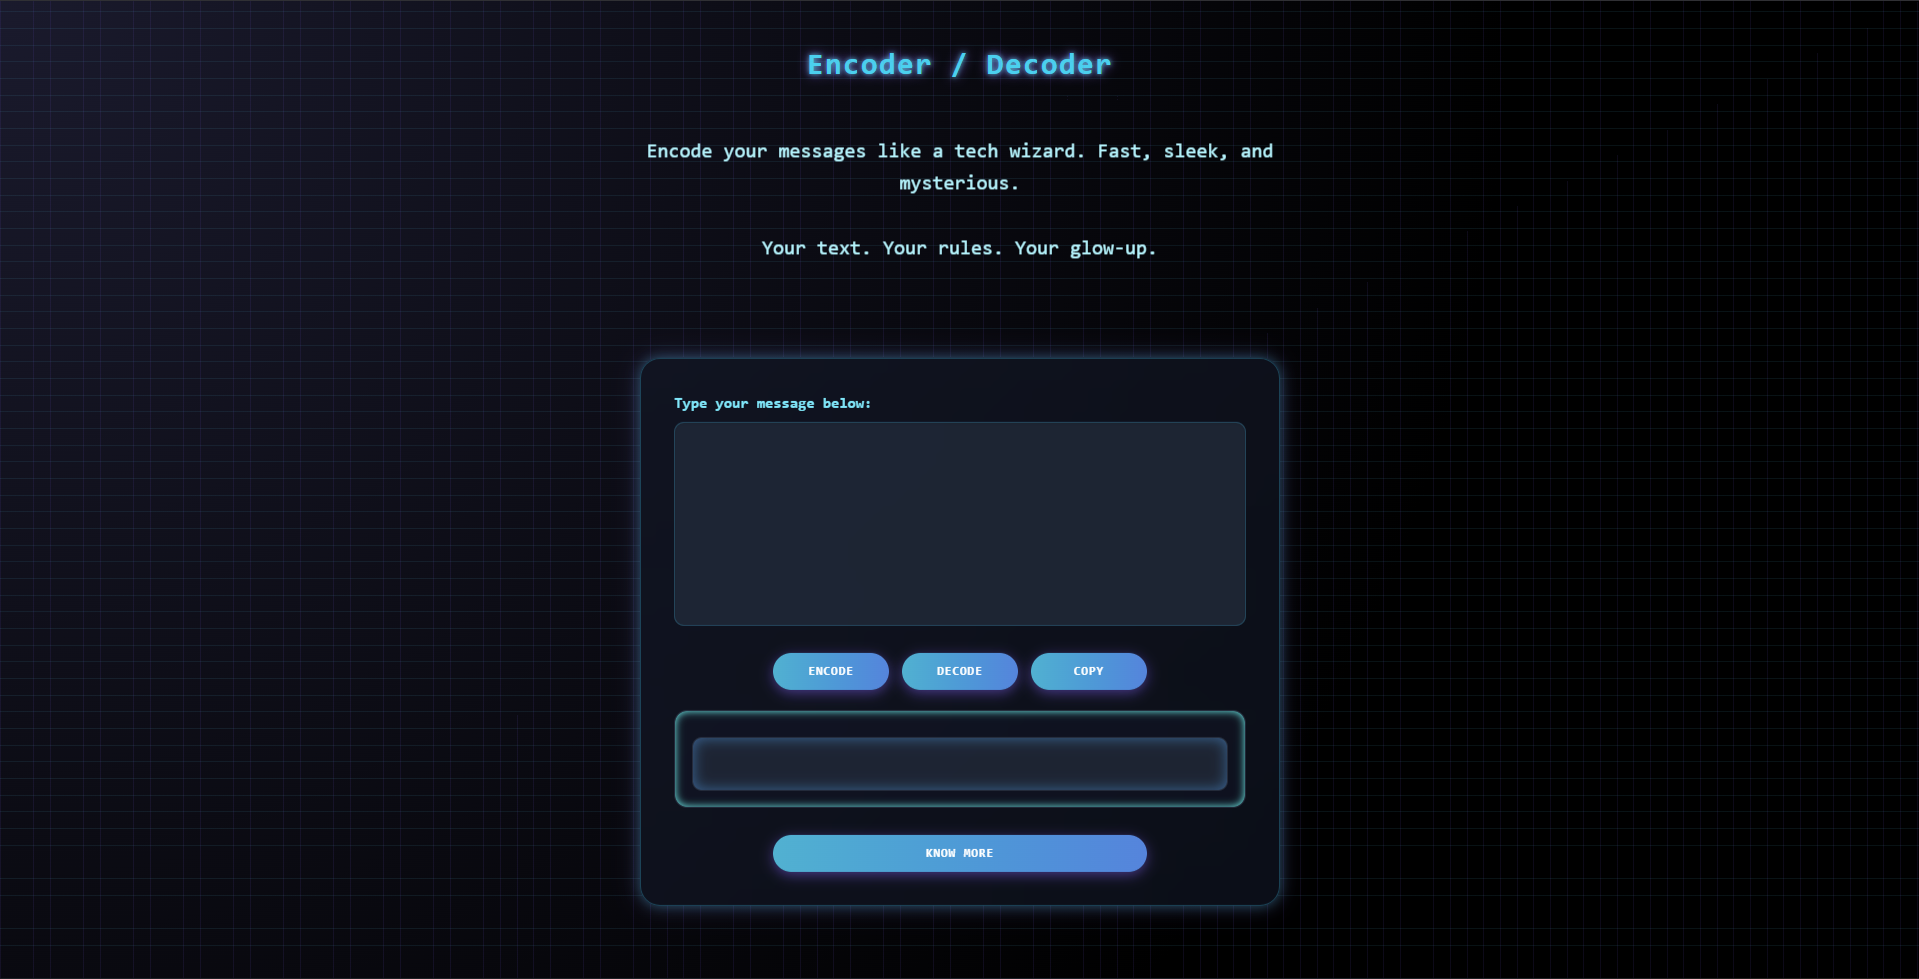 Encoder / Decoder
Encode your messages like a tech wizard. Fast, sleek, and
mysterious.
Your text. Your rules. Your glow-up.
Type your message below:
ENCODE DECODE COPY
KNOW MORE